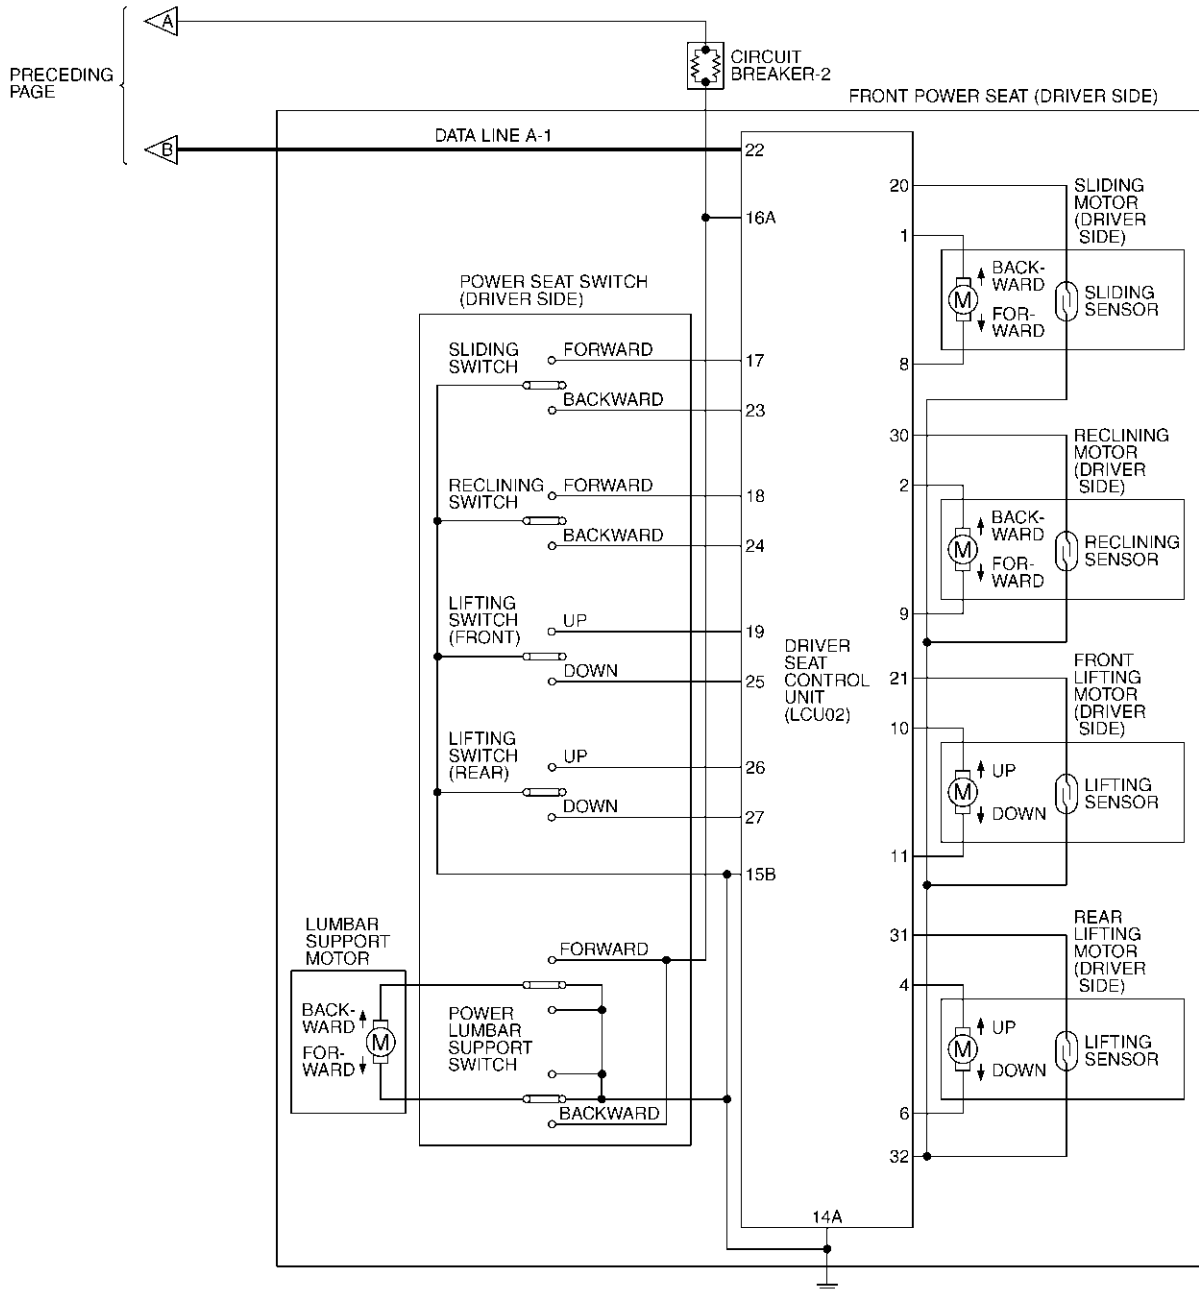 A
PRECEDING
PAGE
B
CIRCUIT
BREAKER-2
FRONT POWER SEAT (DRIVER SIDE)
DATA LINE A-1
22
16A
POWER SEAT SWITCH
(DRIVER SIDE)
SLIDING
SWITCH
FORWARD
17
BACKWARD
23
RECLINING
SWITCH
FORWARD
18
BACKWARD
24
LIFTING
SWITCH
(FRONT)
UP
19
DOWN
25
LIFTING
SWITCH
(REAR)
UP
26
DOWN
27
15B
LUMBAR
SUPPORT
MOTOR
BACK-
WARD
FOR-
WARD
M
FORWARD
POWER
LUMBAR
SUPPORT
SWITCH
BACKWARD
DRIVER
SEAT
CONTROL
UNIT
(LCU02)
14A
20
SLIDING
MOTOR
(DRIVER
SIDE)
1
M
BACK-
WARD
FOR-
WARD
SLIDING
SENSOR
8
30
RECLINING
MOTOR
(DRIVER
SIDE)
2
M
BACK-
WARD
FOR-
WARD
RECLINING
SENSOR
9
FRONT
LIFTING
MOTOR
(DRIVER
SIDE)
21
10
M
UP
DOWN
LIFTING
SENSOR
11
REAR
LIFTING
MOTOR
(DRIVER
SIDE)
31
4
M
UP
DOWN
LIFTING
SENSOR
6
32